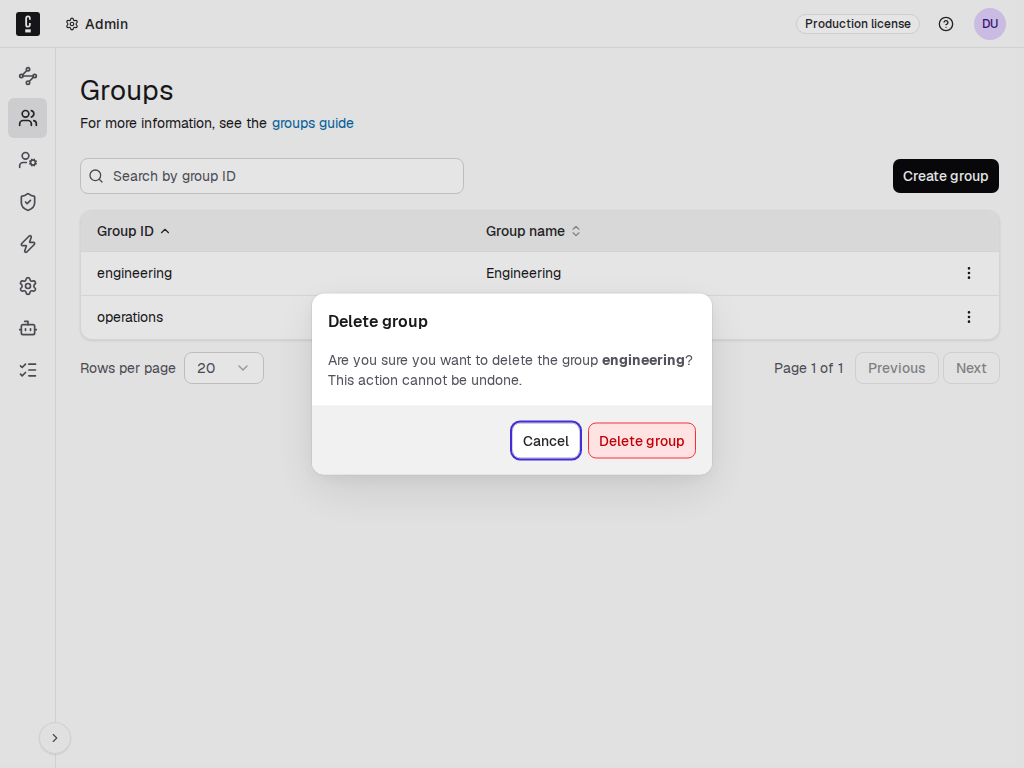 Admin
Production license
DU
Groups
For more information, see the groups guide
Search by group ID
Create group
Group ID
Group name
engineering
Engineering
operations
Delete group
Are you sure you want to delete the group engineering?
This action cannot be undone.
Cancel
Delete group
Rows per page
20
Page 1 of 1
Previous
Next